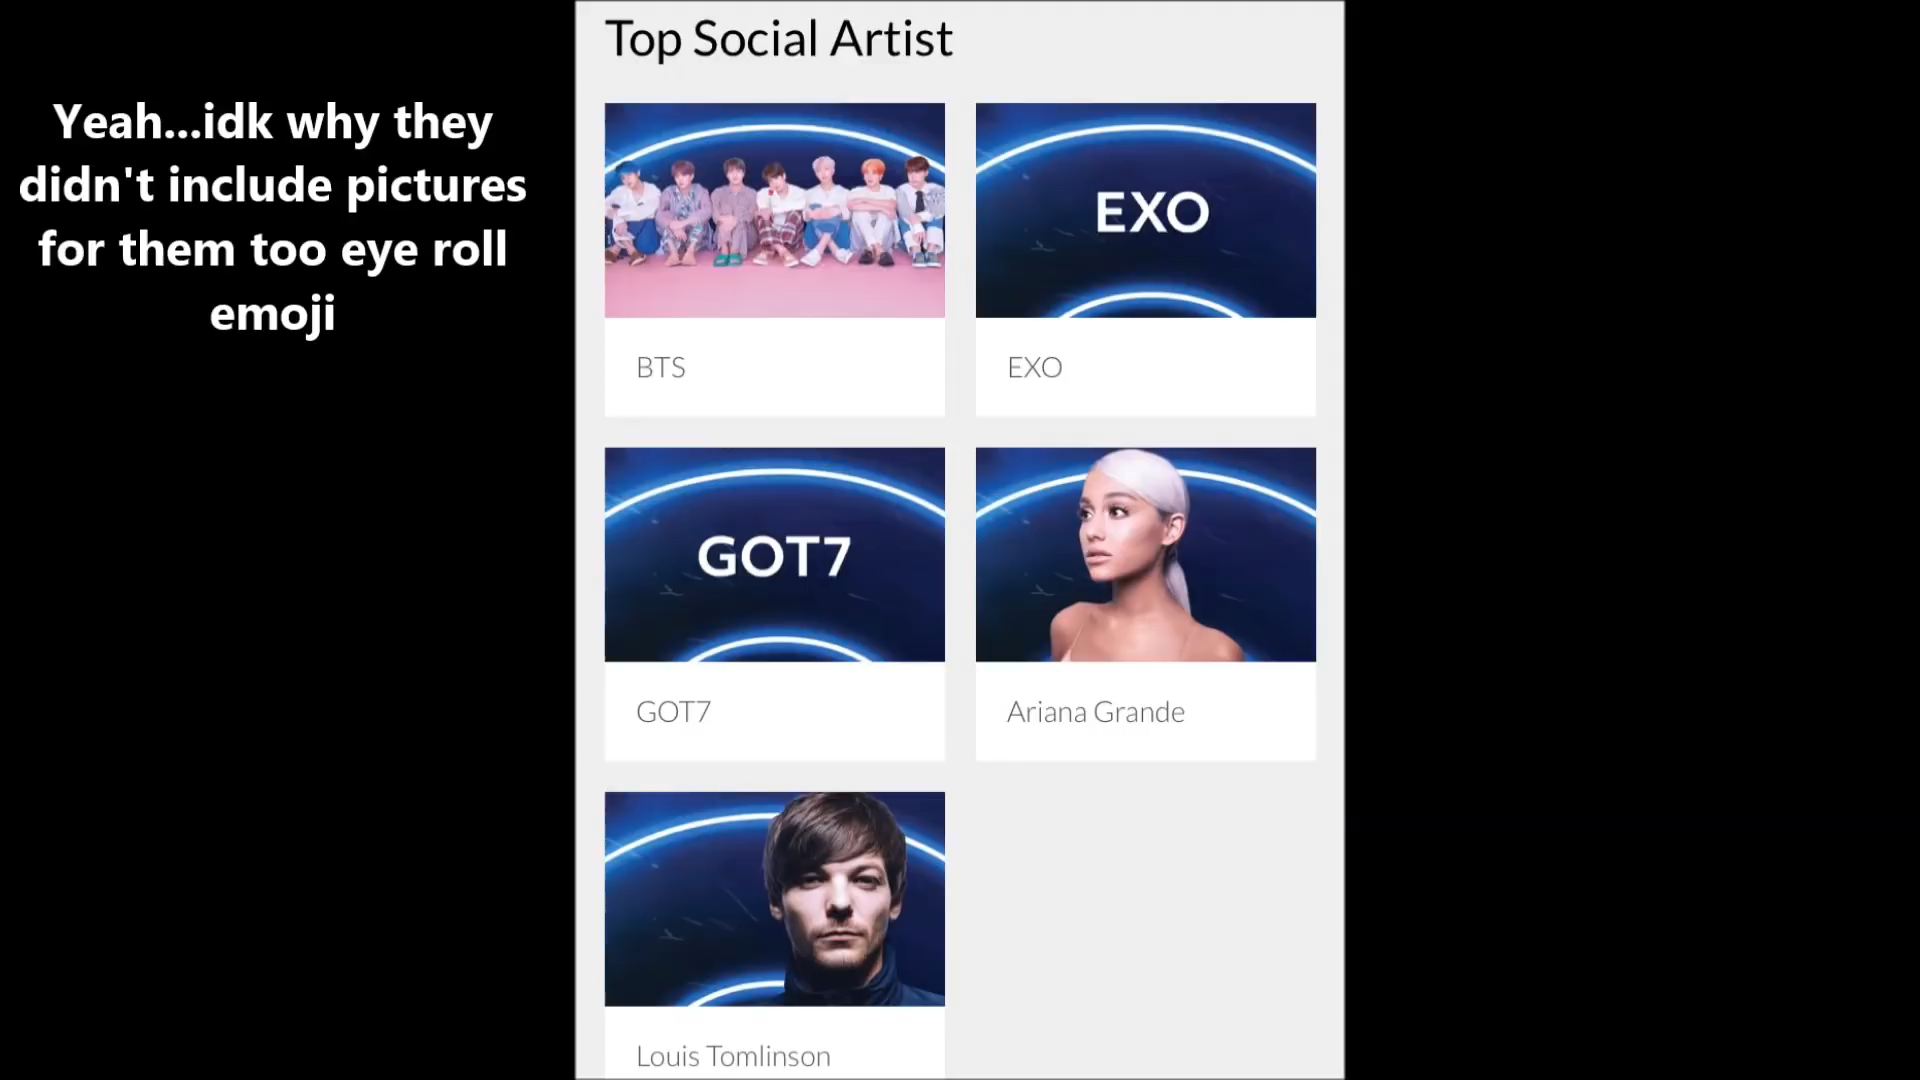 Yeah...idk why they
didn't include pictures
for them too eye roll
emoji
Top Social Artist
BTS
EXO
EXO
GOT7
GOT7
Ariana Grande
Louis Tomlinson